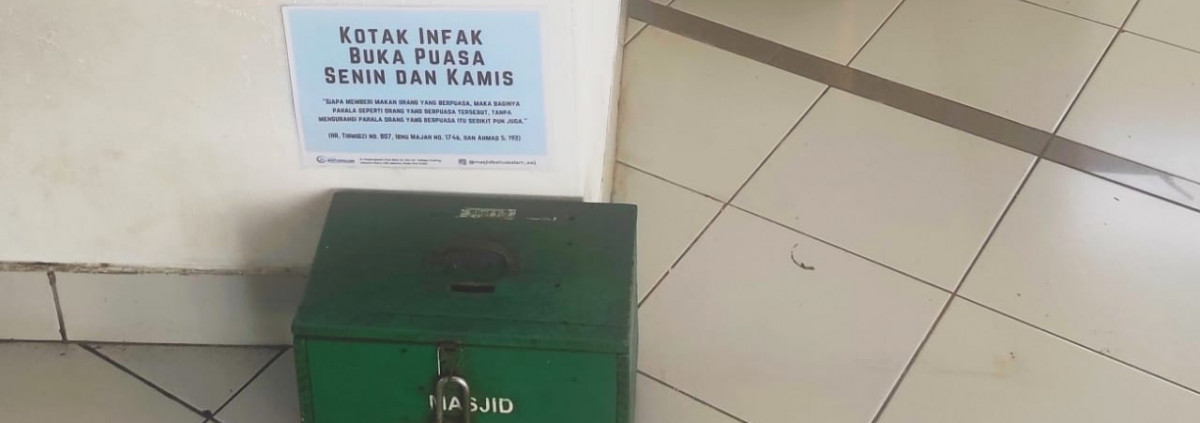 KOTAK INFAK
BUKA PUASA
SENIN DAN KAMIS
"SIAPA MEMBERI MAKAN ORANG YANG BERPUASA, MAKA BAGINYA
PAHALA SEPERTI ORANG YANG BERPUASA TERSEBUT, TANPA
MENGURANGI PAHALA ORANG YANG BERPUASA ITU SEDIKIT PUN JUGA."
(HR. TIRMIDZI NO. 807, IBNU MAJAH NO. 1746, DAN AHMAD 5: 192)
MASJID